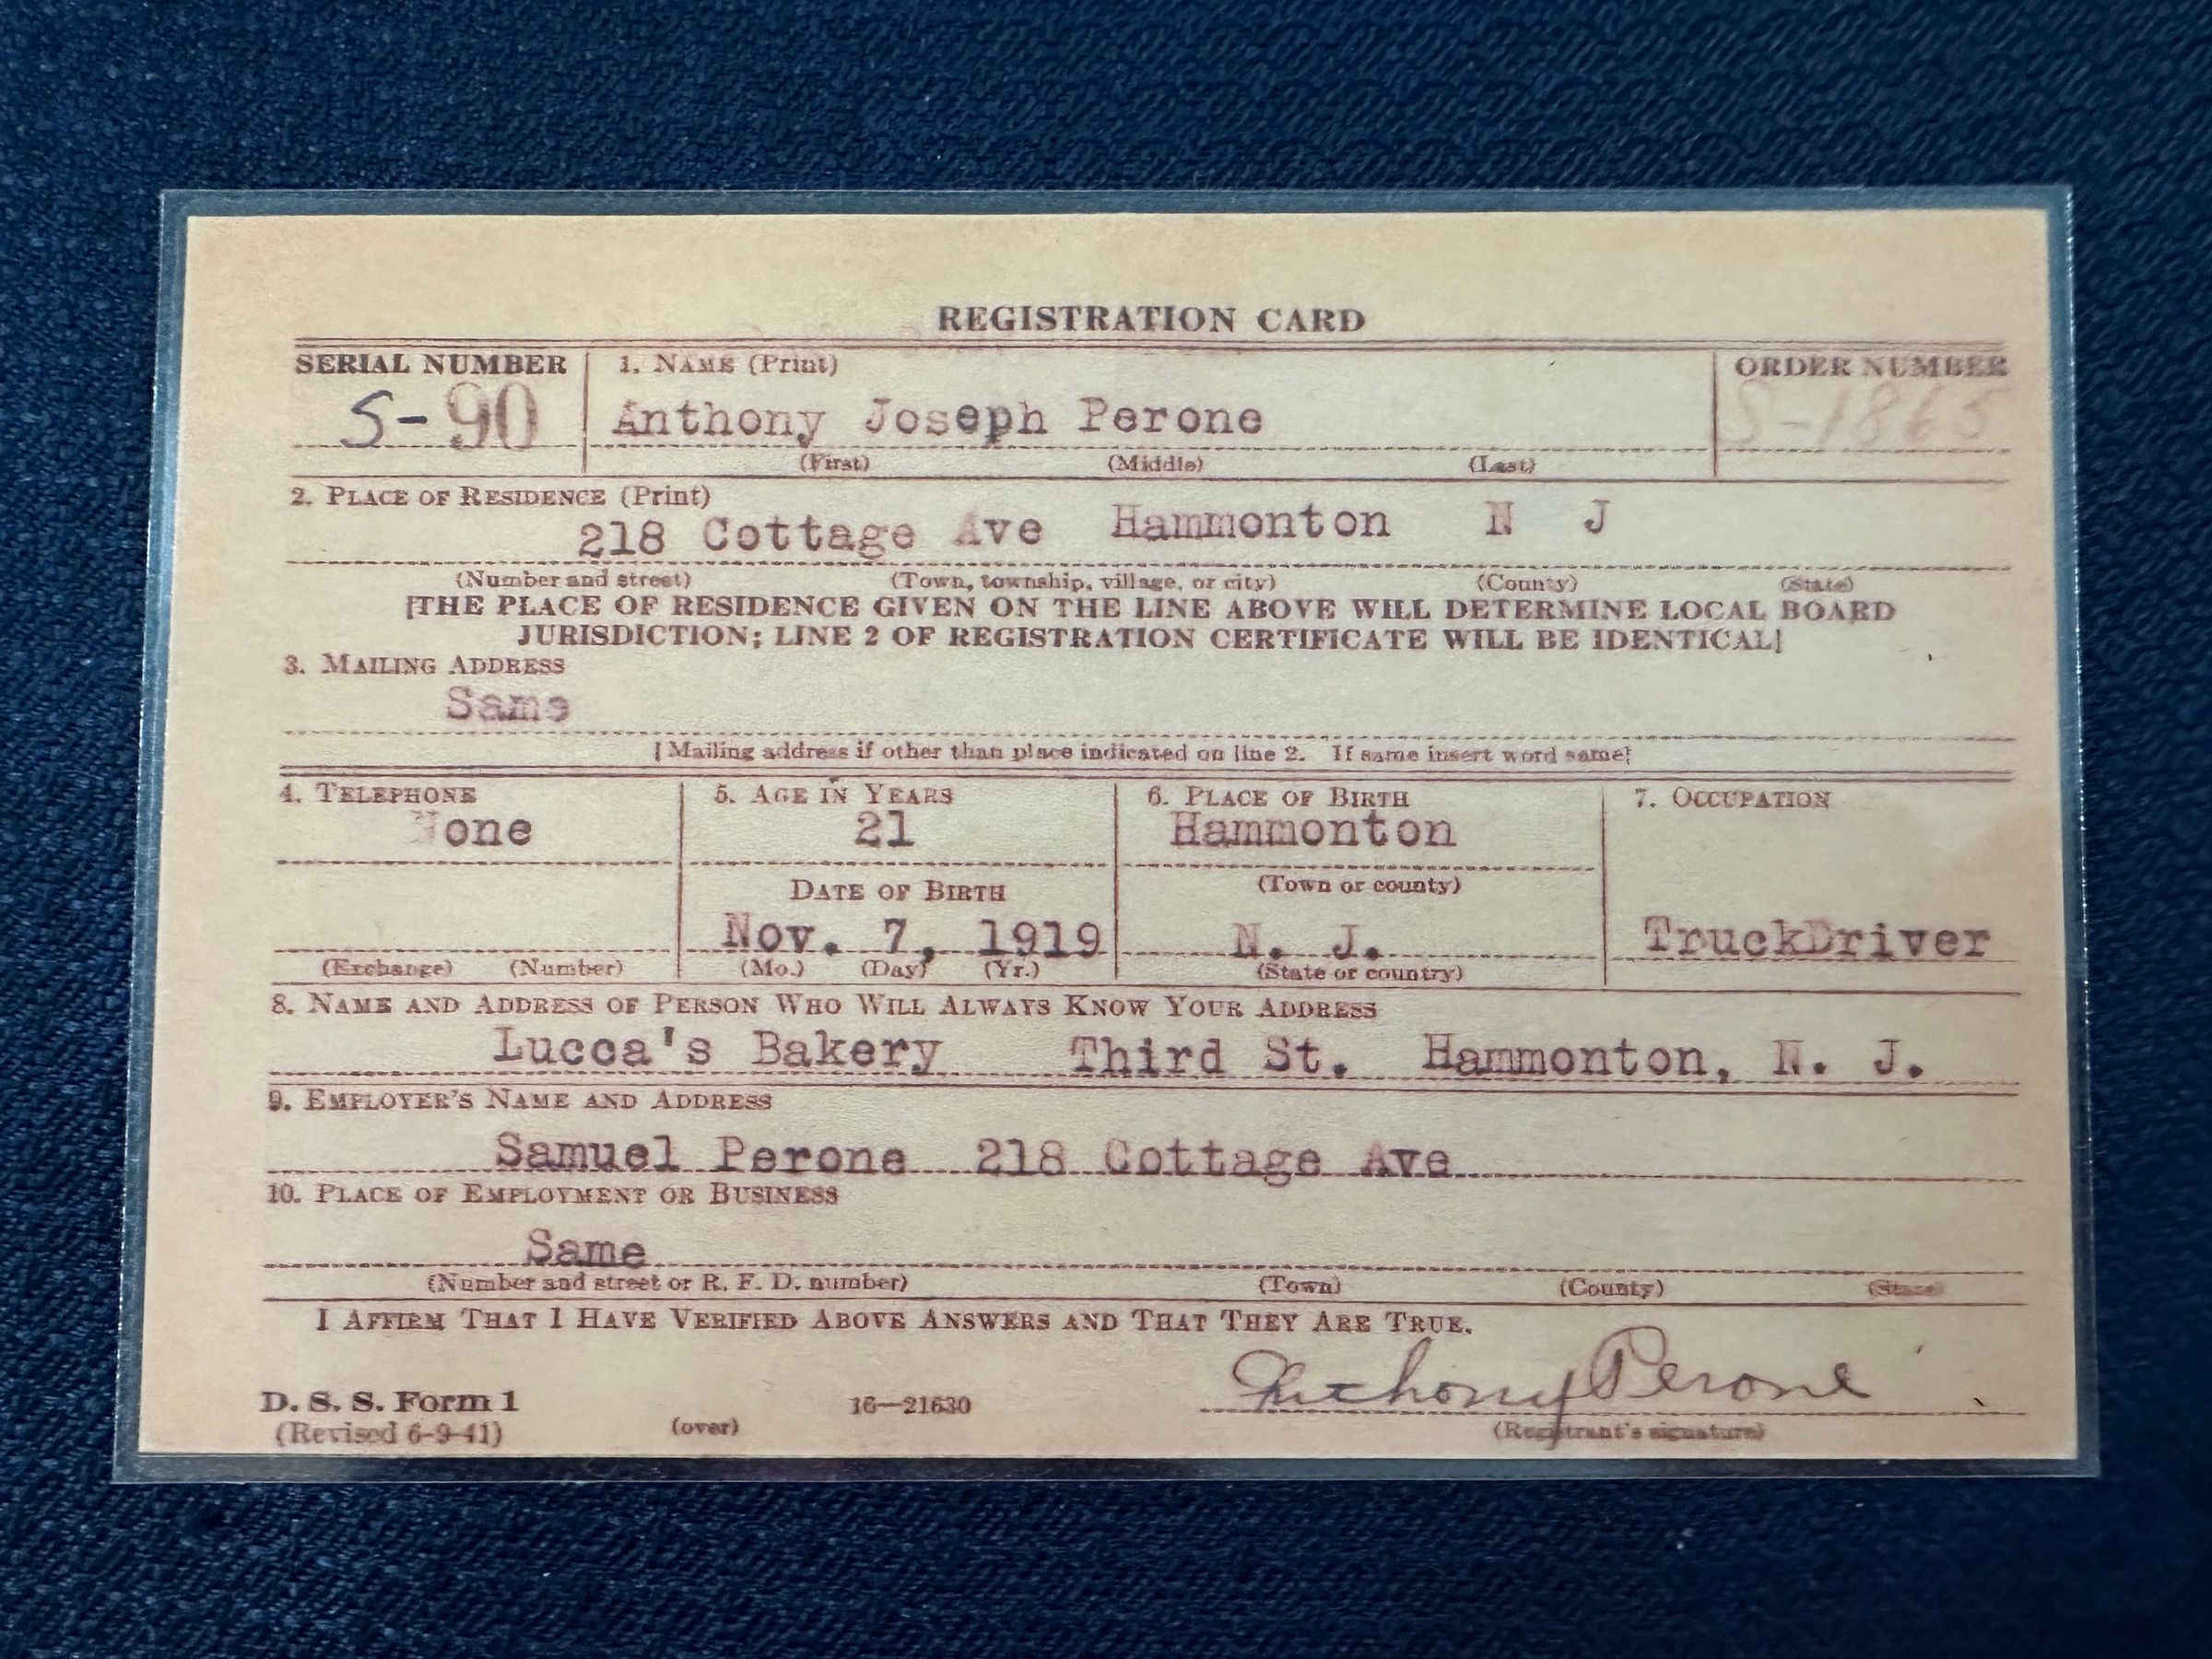 REGISTRATION CARD
SERIAL NUMBER 1. NAME (Print) ORDER NUMBER
S-90 Anthony Joseph Perone S-1865
(First) (Middle) (Last)
2. PLACE OF RESIDENCE (Print)
218 Cottage Ave Hammonton N J
(Number and street) (Town, township, village, or city) (County) (State)
[THE PLACE OF RESIDENCE GIVEN ON THE LINE ABOVE WILL DETERMINE LOCAL BOARD
JURISDICTION; LINE 2 OF REGISTRATION CERTIFICATE WILL BE IDENTICAL]
3. MAILING ADDRESS
Same
[Mailing address if other than place indicated on line 2. If same insert word same]
4. TELEPHONE 5. AGE IN YEARS 6. PLACE OF BIRTH 7. OCCUPATION
None 21 Hammonton
DATE OF BIRTH (Town or county)
Nov. 7, 1919 N. J. TruckDriver
(Exchange) (Number) (Mo.) (Day) (Yr.) (State or country)
8. NAME AND ADDRESS OF PERSON WHO WILL ALWAYS KNOW YOUR ADDRESS
Lucca's Bakery Third St. Hammonton, N. J.
9. EMPLOYER'S NAME AND ADDRESS
Samuel Perone 218 Cottage Ave
10. PLACE OF EMPLOYMENT OR BUSINESS
Same
(Number and street or R. F. D. number) (Town) (County) (State)
I AFFIRM THAT I HAVE VERIFIED ABOVE ANSWERS AND THAT THEY ARE TRUE.
Anthony Perone
D. S. S. Form 1 16—21630
(Revised 6-9-41) (over) (Registrant's signature)